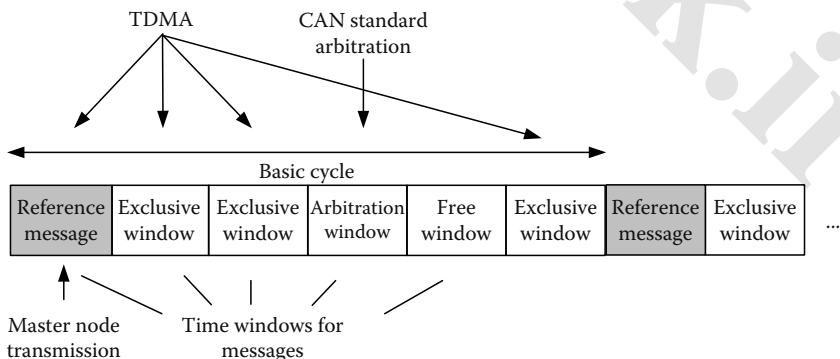 TDMA
CAN standard
arbitration
Basic cycle
Reference
message
Exclusive
window
Exclusive
window
Arbitration
window
Free
window
Exclusive
window
Reference
message
Exclusive
window
...
Master node
transmission
Time windows for
messages